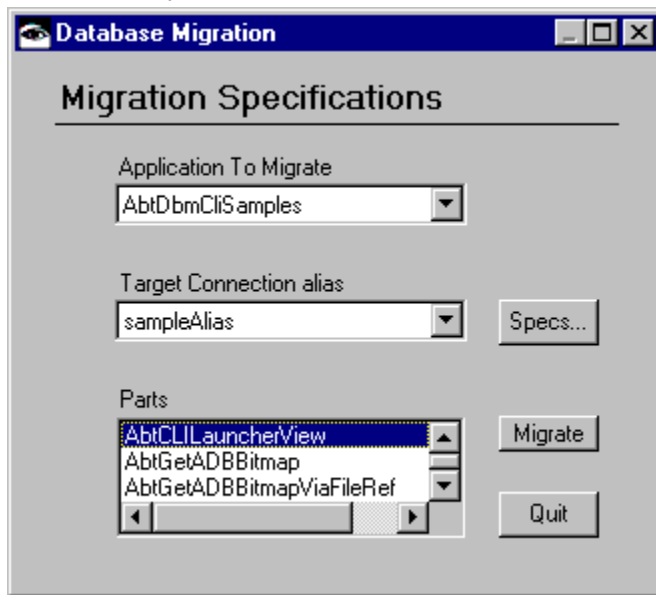 Database Migration
Migration Specifications
Application To Migrate
AbtDbmCliSamples
Target Connection alias
sampleAlias
Specs...
Parts
AbtCLILauncherView
AbtGetADBBitmap
AbtGetADBBitmapViaFileRef
Migrate
Quit